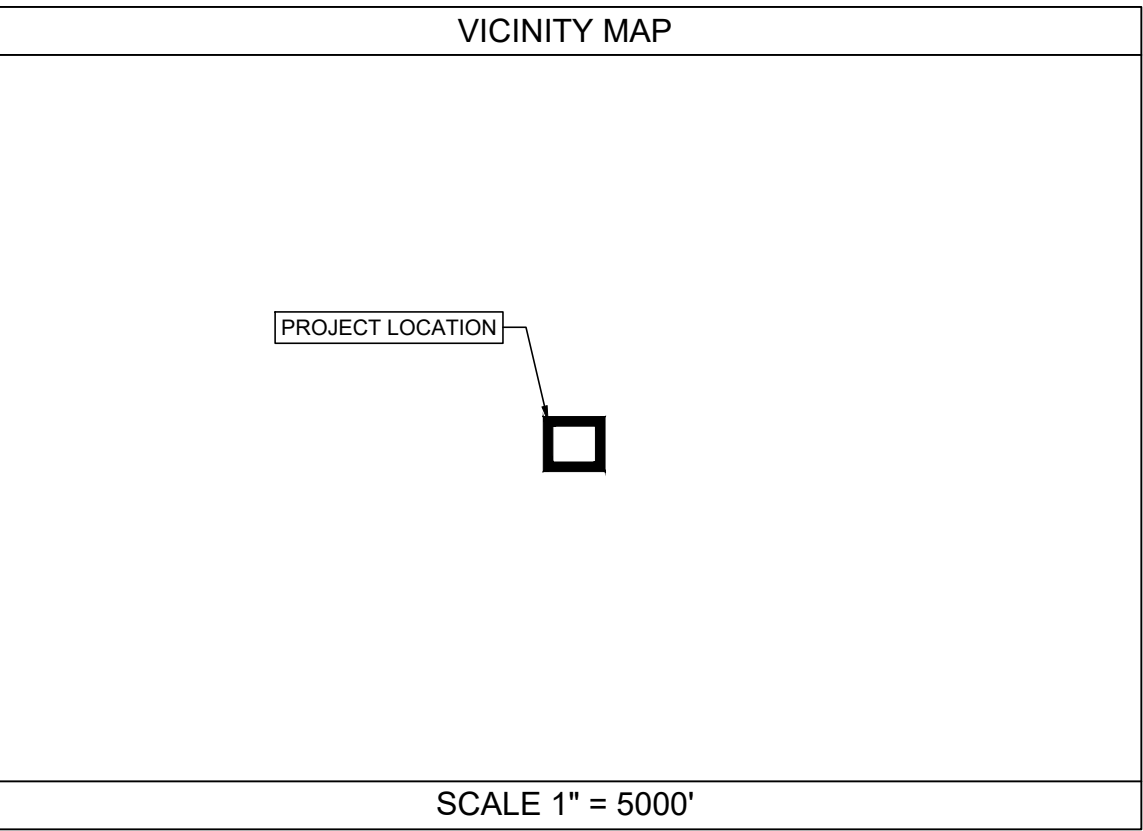 VICINITY MAP
PROJECT LOCATION
SCALE 1" = 5000'